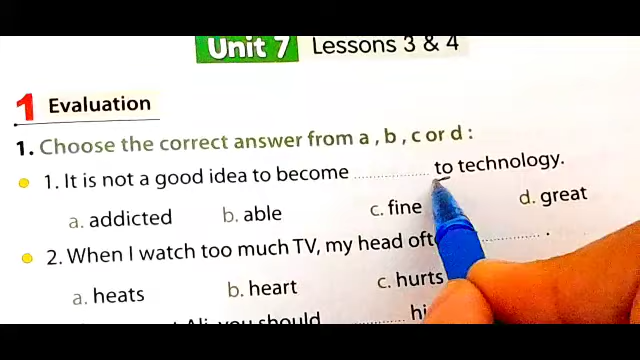 Unit 7 Lessons 3 & 4
1 Evaluation
1. Choose the correct answer from a , b , c or d :
1. It is not a good idea to become .................... to technology.
a. addicted b. able c. fine d. great
2. When I watch too much TV, my head .................... .
a. heats b. heart c. hurts
you should ....................